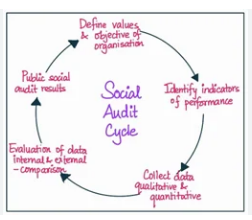 Define values
& objective of
organisation
Identify indicators
of performance
Collect data
qualitative &
quantitative
Evaluation of data
internal & external
-comparison
Public social
audit results
Social
Audit
Cycle